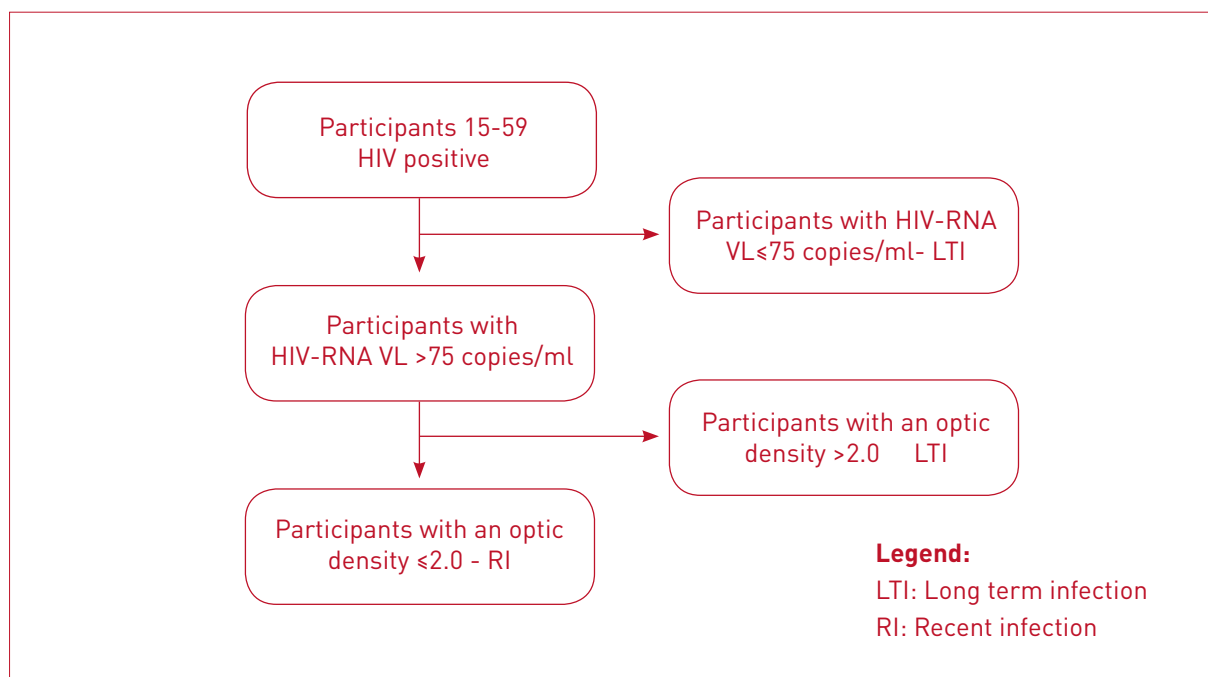 Participants 15-59
HIV positive
Participants with HIV-RNA
VL≤75 copies/ml- LTI
Participants with
HIV-RNA VL >75 copies/ml
Participants with an optic
density >2.0 LTI
Participants with an optic
density ≤2.0 - RI
Legend:
LTI: Long term infection
RI: Recent infection